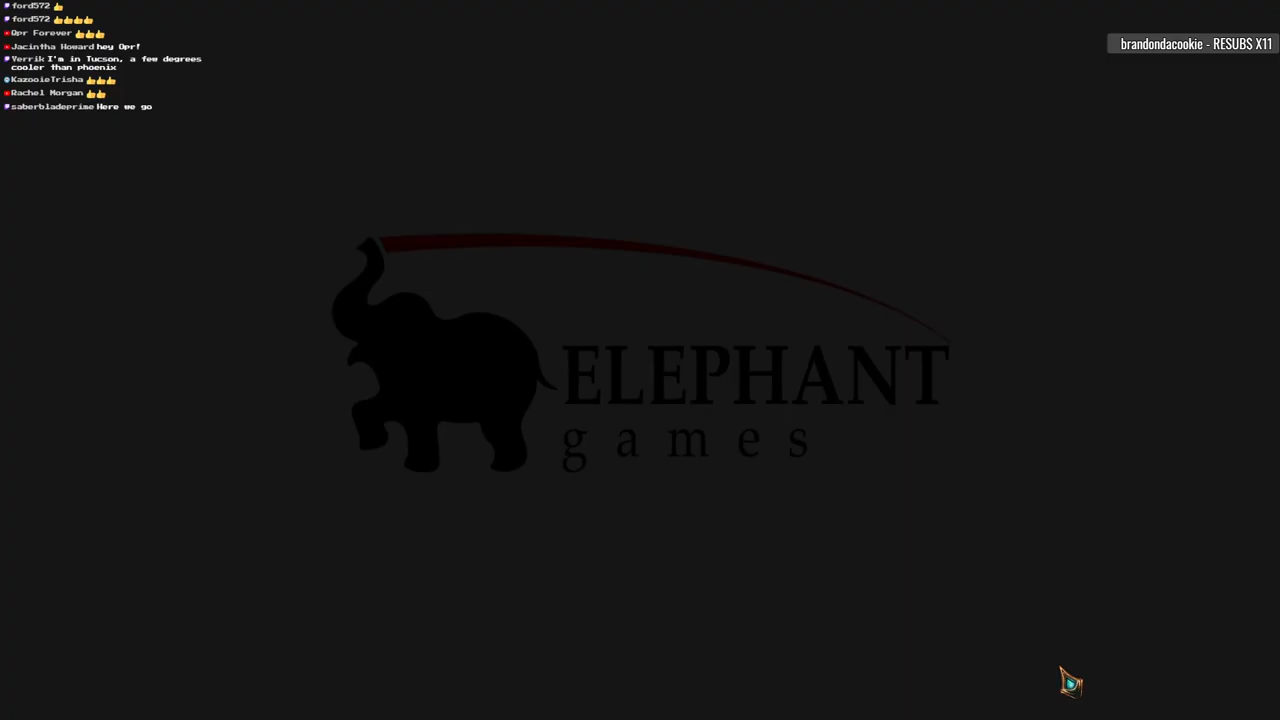 ford572 👍
ford572 👍👍👍👍
Opr Forever 👍👍👍
Jacintha Howard hey Opr!
Yerrik I'm in Tucson, a few degrees
cooler than phoenix
KazooieTrisha 👍👍👍
Rachel Morgan 👍👍
saberbladeprime Here we go
brandondacookie - RESUBS X11
ELEPHANT
games